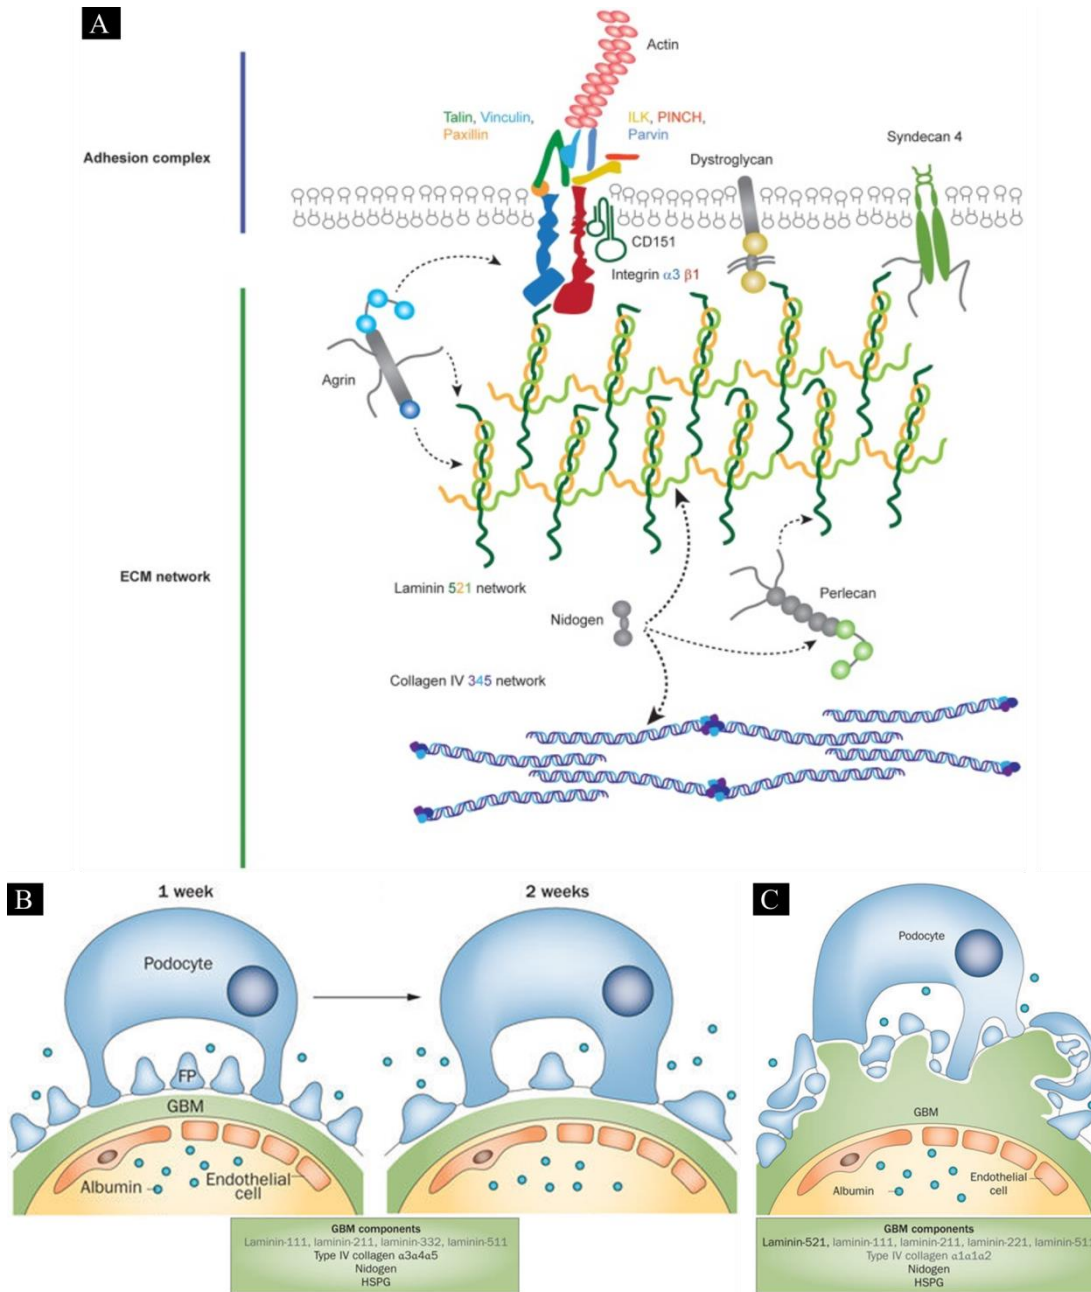 A
Actin
Talin, Vinculin,
Paxillin
ILK, PINCH,
Parvin
Adhesion complex
Dystroglycan
Syndecan 4
CD151
Integrin α3 β1
Agrin
ECM network
Laminin 521 network
Nidogen
Perlecan
Collagen IV 345 network
B
1 week
2 weeks
C
Podocyte
Podocyte
FP
GBM
GBM
Albumin
Endothelial
cell
Albumin
Endothelial
cell
GBM components
Laminin-111, laminin-211, laminin-332, laminin-511
Type IV collagen α3α4α5
Nidogen
HSPG
GBM components
Laminin-521, laminin-111, laminin-211, laminin-221, laminin-511
Type IV collagen α1α1α2
Nidogen
HSPG